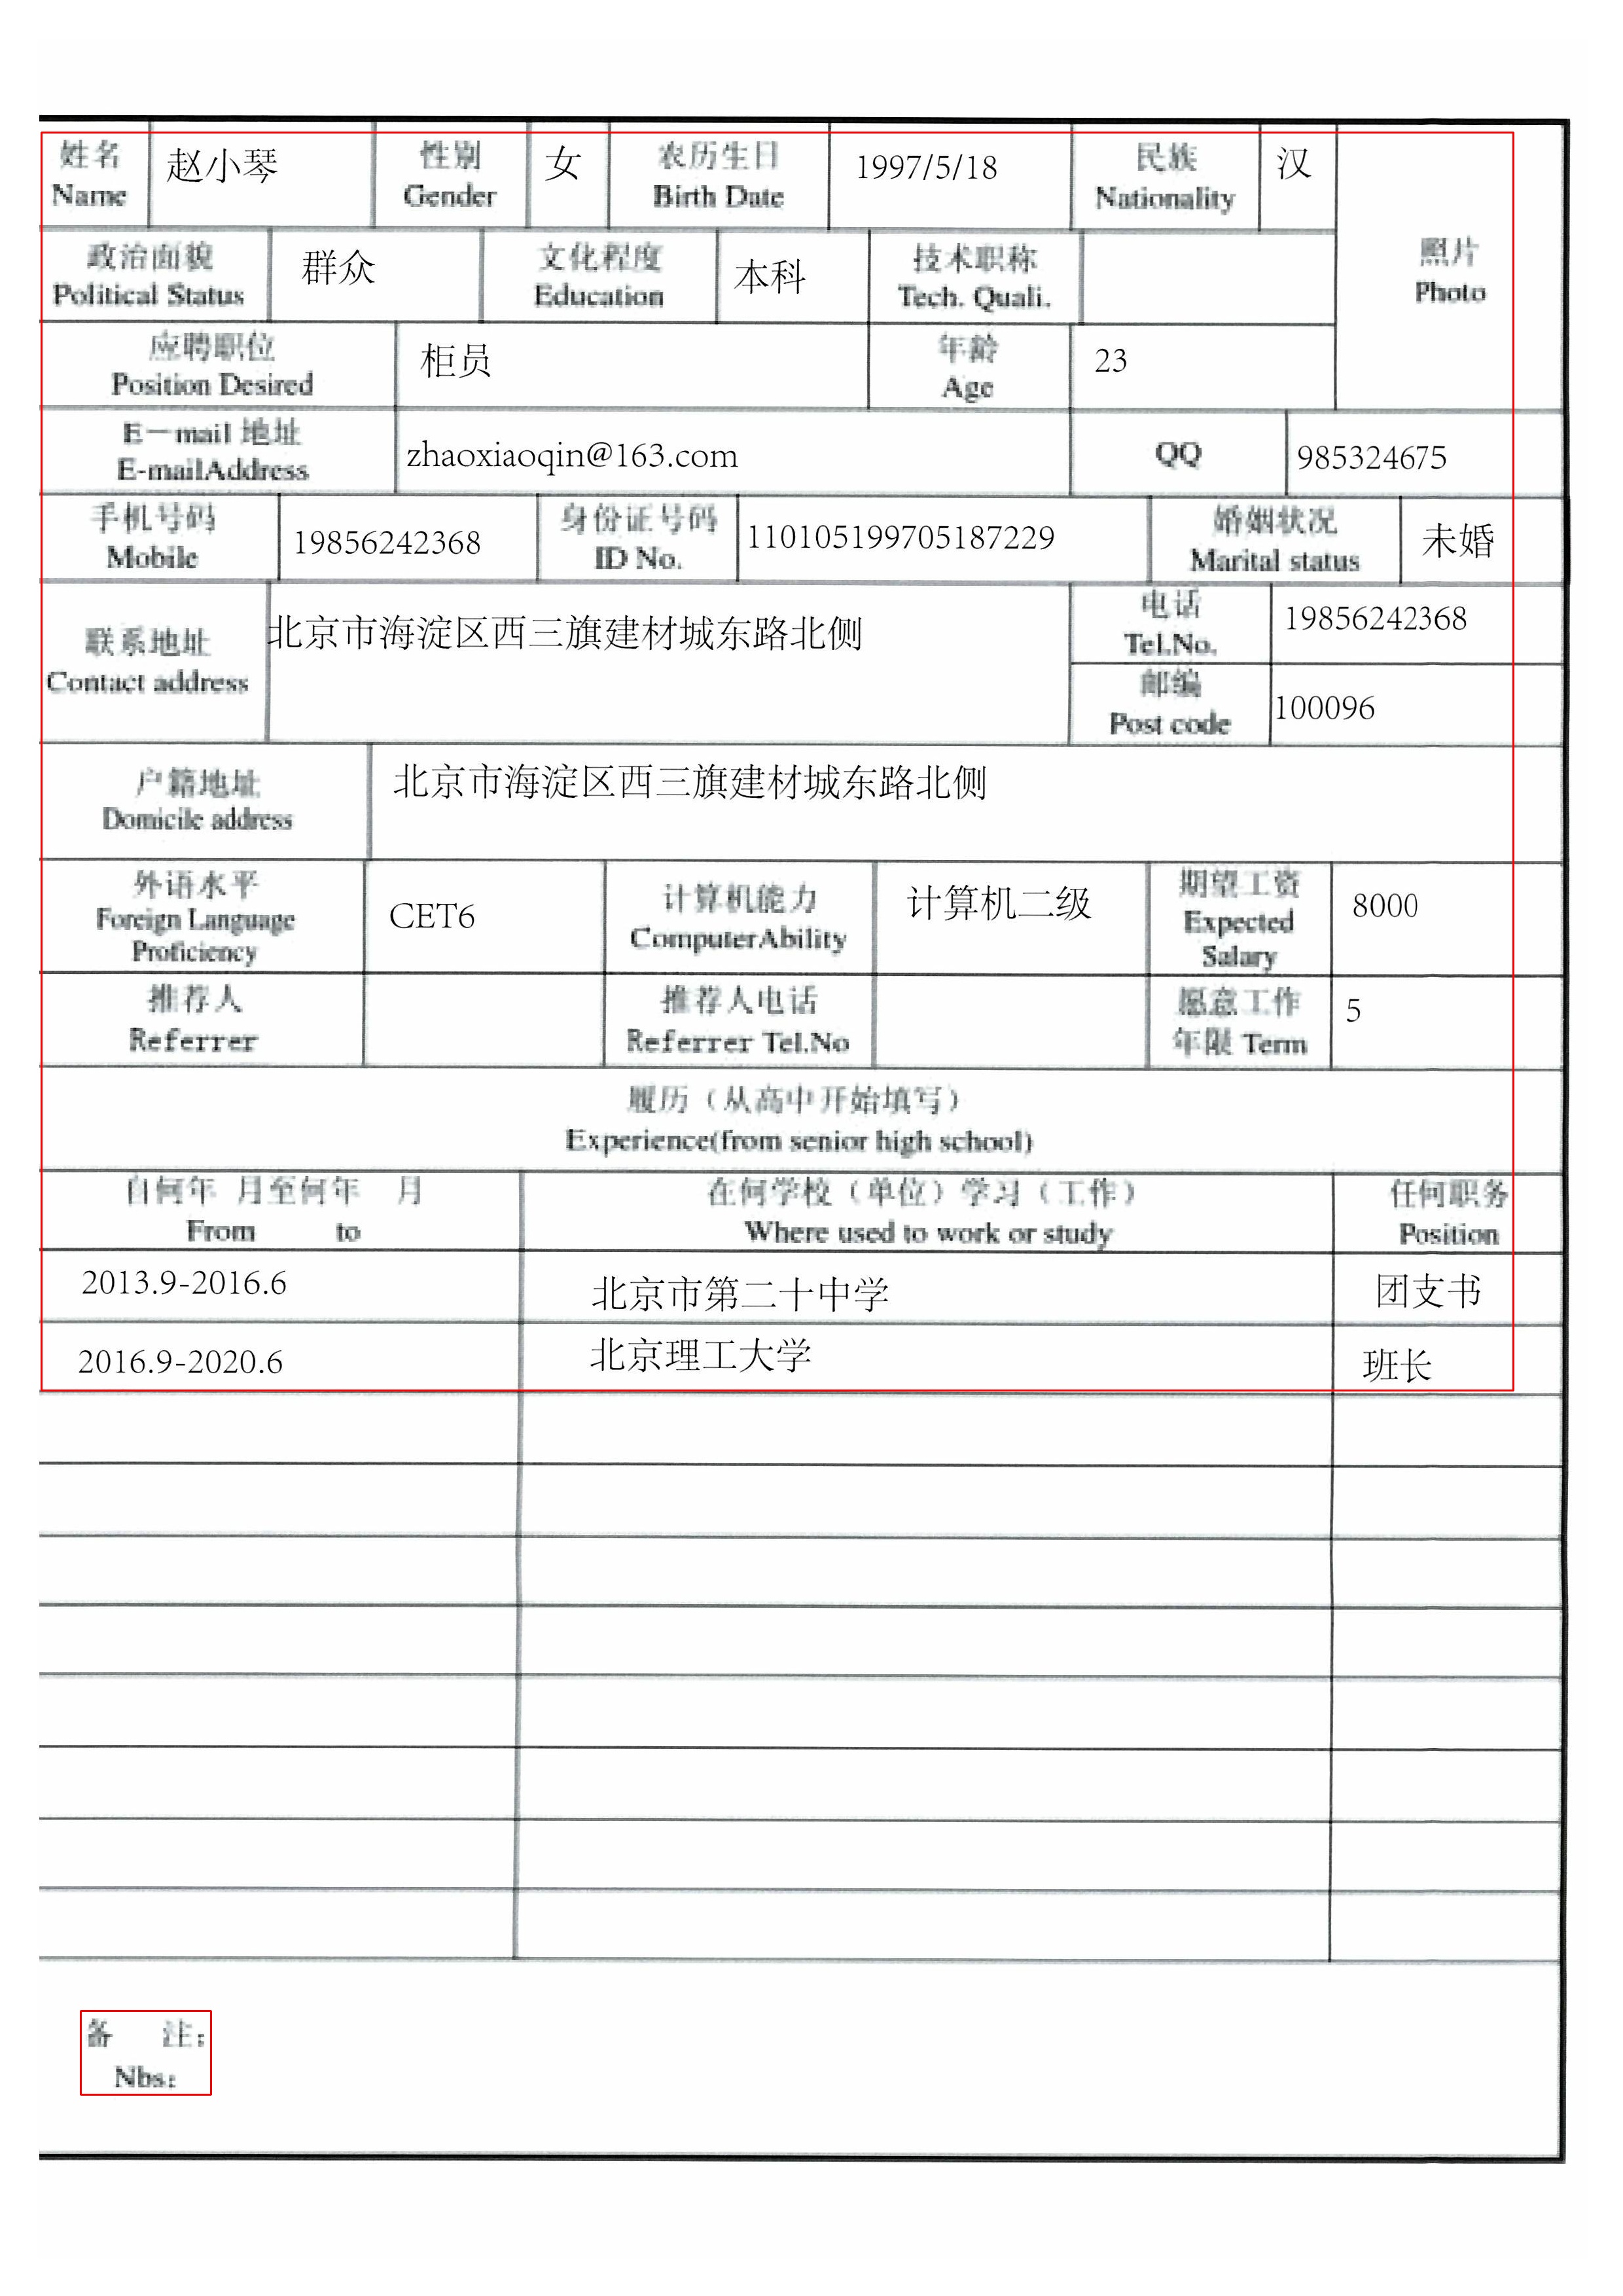 姓名 赵小琴 性别 女 农历生日 1997/5/18 民族 汉
Name Gender Birth Date Nationality
照片
Photo
政治面貌 群众 文化程度 本科 技术职称
Political Status Education Tech. Quali.
应聘职位 柜员 年龄 23
Position Desired Age
E-mail 地址 zhaoxiaoqin@163.com QQ 985324675
E-mailAddress
手机号码 19856242368 身份证号码 110105199705187229 婚姻状况 未婚
Mobile ID No. Marital status
联系地址 北京市海淀区西三旗建材城东路北侧 电话 19856242368
Contact address Tel.No.
邮编 100096
Post code
户籍地址 北京市海淀区西三旗建材城东路北侧
Domicile address
外语水平 CET6 计算机能力 计算机二级 期望工资 8000
Foreign Language ComputerAbility Expected
Proficiency Salary
推荐人 推荐人电话 愿意工作 5
Referrer Referrer Tel.No 年限 Term
履历（从高中开始填写）
Experience(from senior high school)
自何年 月至何年 月 在何学校（单位）学习（工作） 任何职务
From to Where used to work or study Position
2013.9-2016.6 北京市第二十中学 团支书
2016.9-2020.6 北京理工大学 班长
备 注：
Nbs：